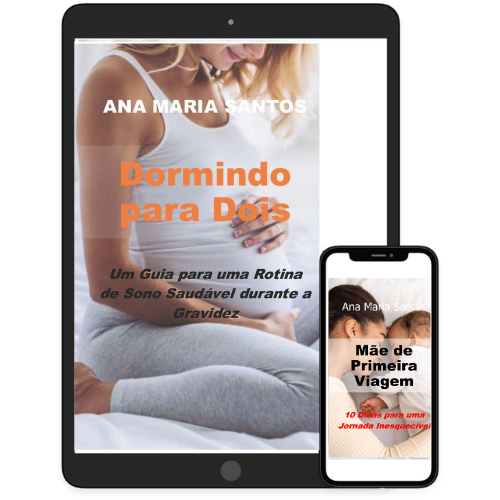 ANA MARIA SANTOS
Dormindo
para Dois
Um Guia para uma Rotina
de Sono Saudável durante a
Gravidez
Ana Maria Santos
Mãe de
Primeira
Viagem
10 Dicas para uma
Jornada Inesquecível